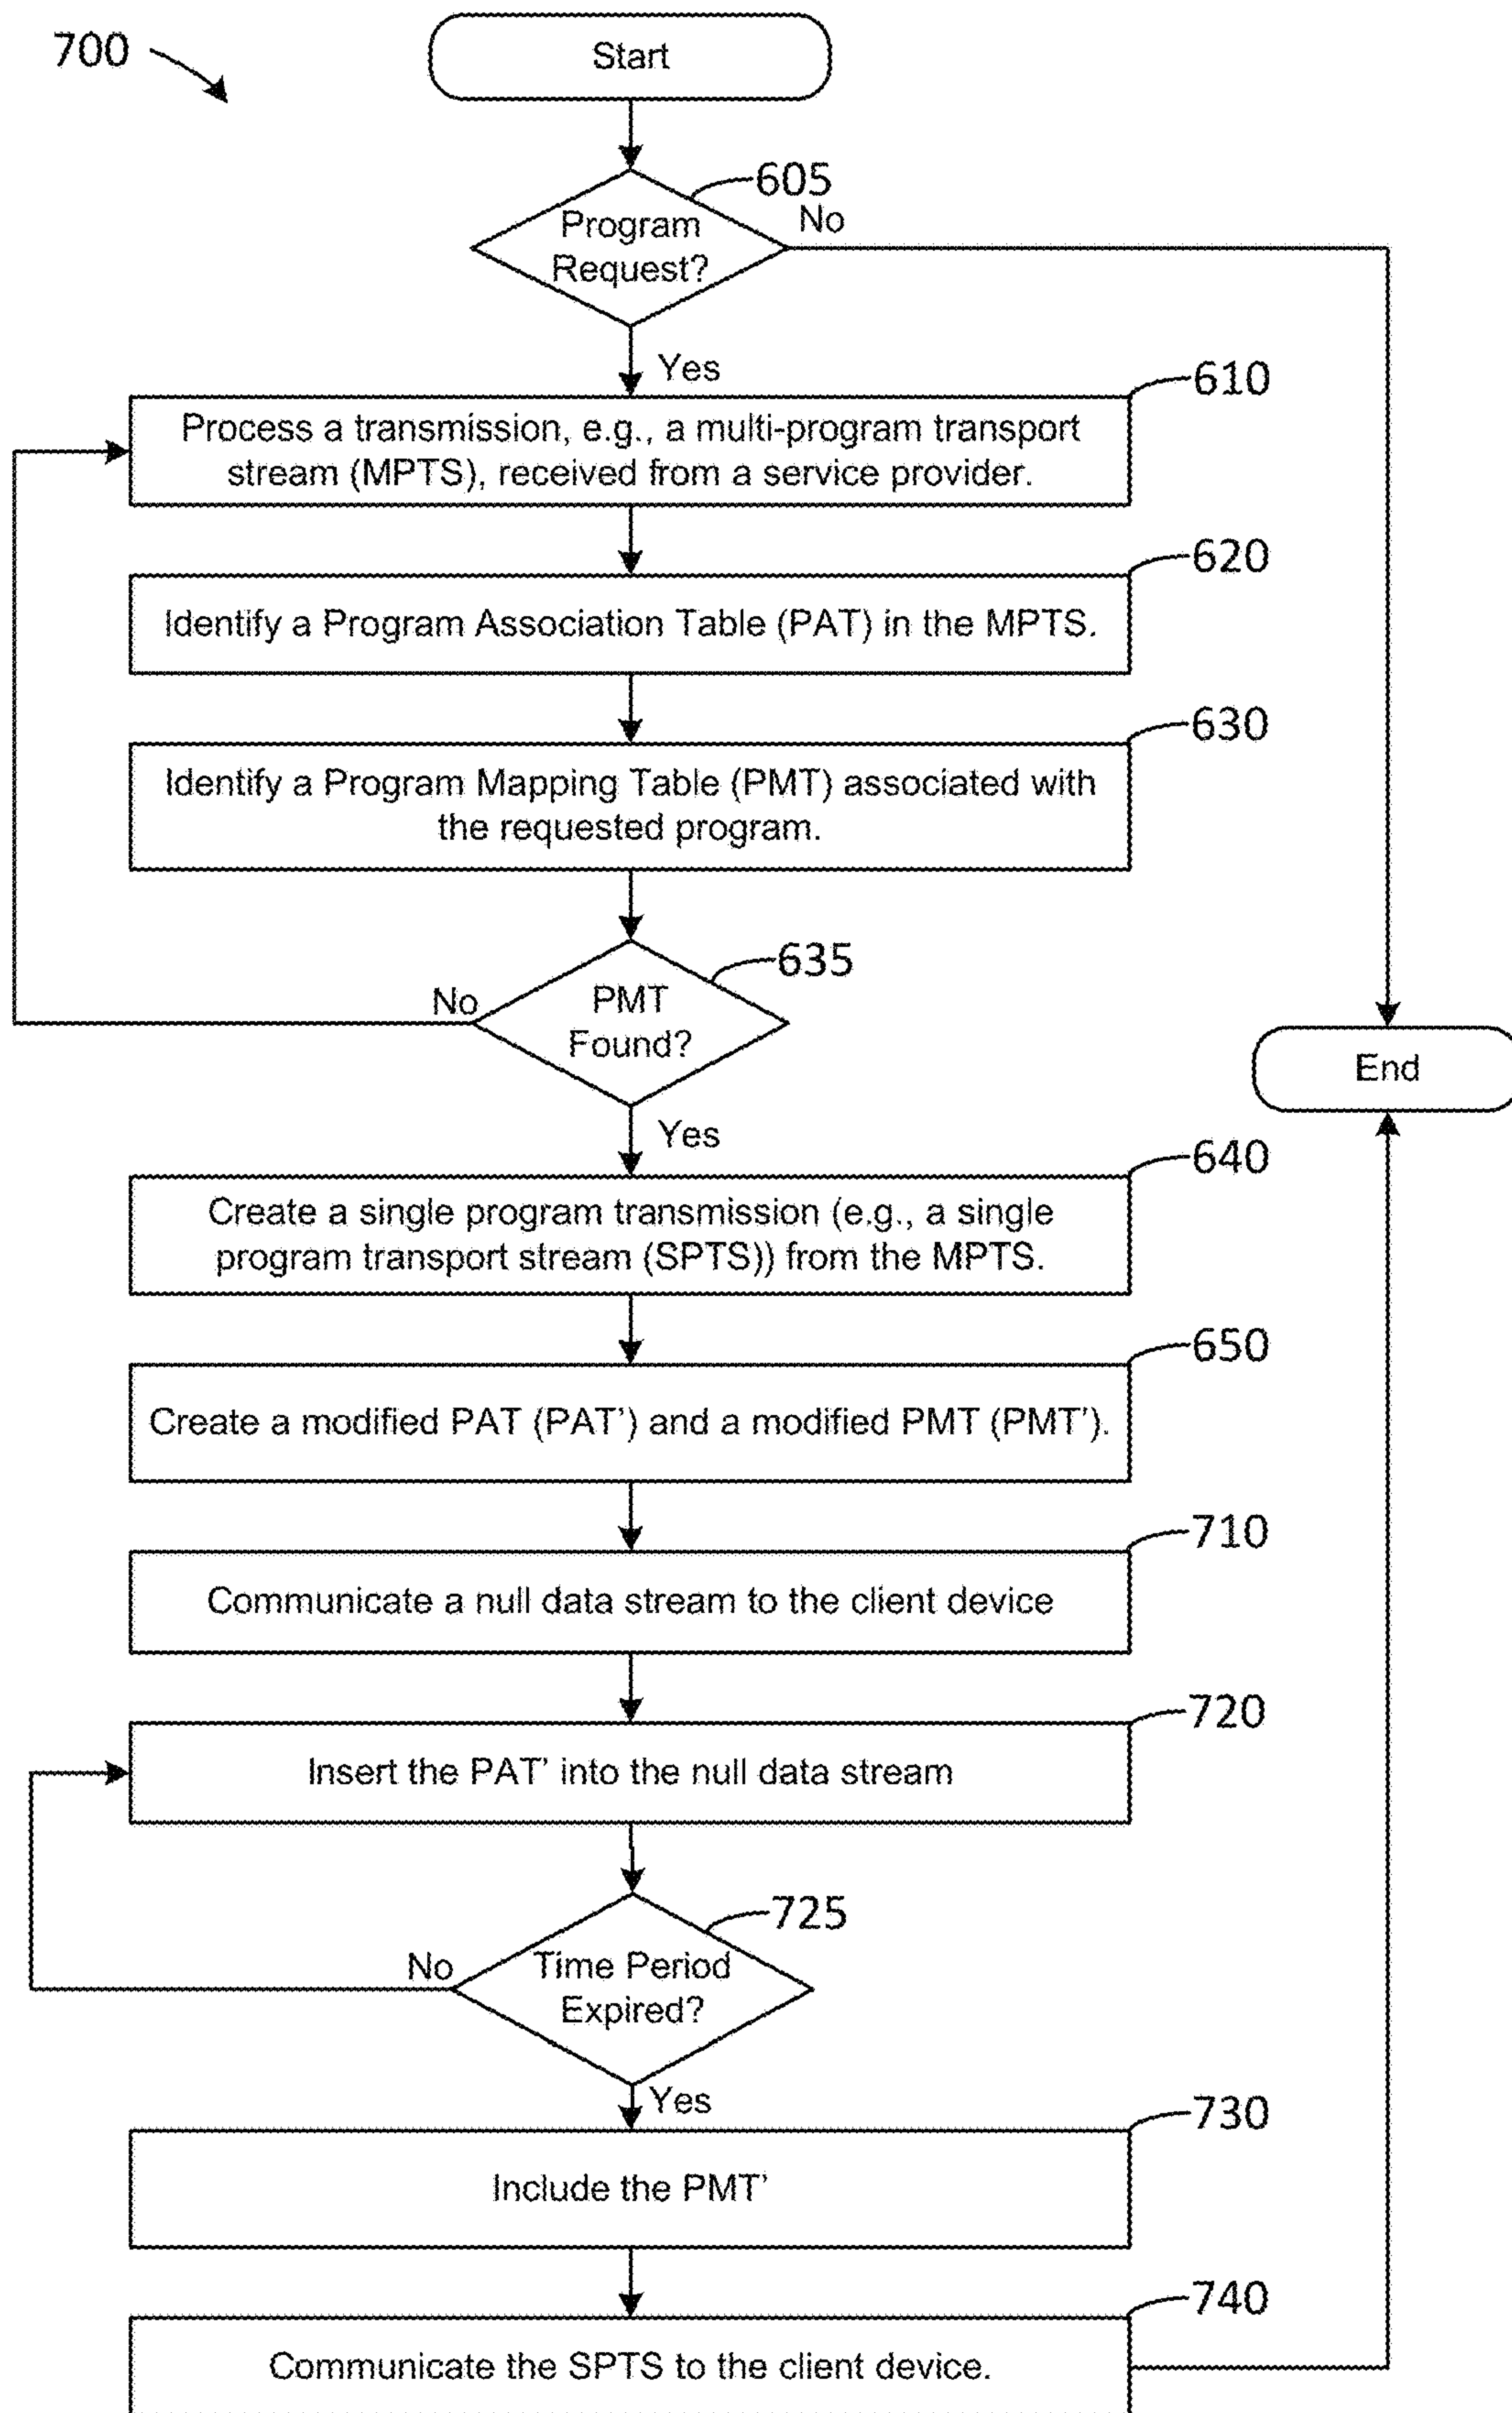 700
Start
605
Program
Request?
No
Yes
610
Process a transmission, e.g., a multi-program transport
stream (MPTS), received from a service provider.
620
Identify a Program Association Table (PAT) in the MPTS.
630
Identify a Program Mapping Table (PMT) associated with
the requested program.
635
No
PMT
Found?
End
Yes
640
Create a single program transmission (e.g., a single
program transport stream (SPTS)) from the MPTS.
650
Create a modified PAT (PAT’) and a modified PMT (PMT’).
710
Communicate a null data stream to the client device
720
Insert the PAT’ into the null data stream
725
No
Time Period
Expired?
Yes
730
Include the PMT’
740
Communicate the SPTS to the client device.